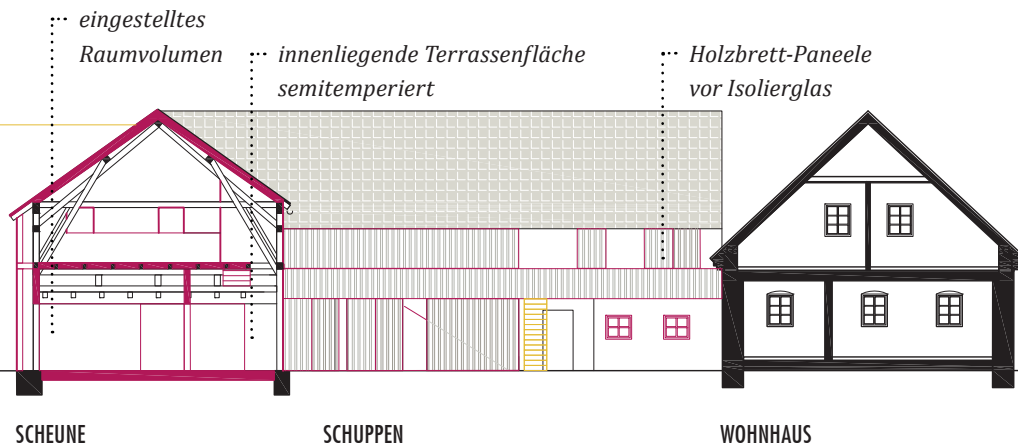 eingestelltes
Raumvolumen
innenliegende Terrassenfläche
semitemperiert
Holzbrett-Paneele
vor Isolierglas
SCHEUNE
SCHUPPEN
WOHNHAUS